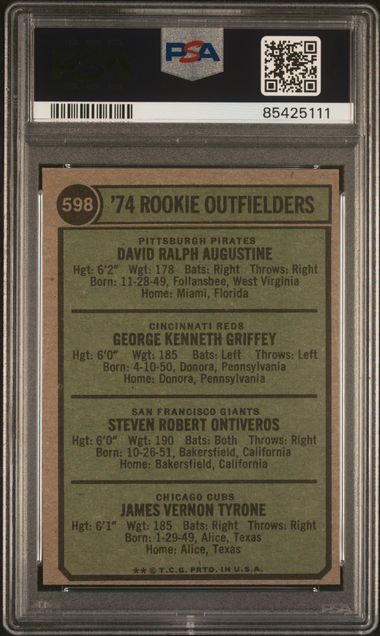 PSA
85425111
598
'74 ROOKIE OUTFIELDERS
PITTSBURGH PIRATES
DAVID RALPH AUGUSTINE
Hgt: 6'2" Wgt: 178 Bats: Right Throws: Right
Born: 11-28-49, Follansbee, West Virginia
Home: Miami, Florida
CINCINNATI REDS
GEORGE KENNETH GRIFFEY
Hgt: 6'0" Wgt: 185 Bats: Left Throws: Left
Born: 4-10-50, Donora, Pennsylvania
Home: Donora, Pennsylvania
SAN FRANCISCO GIANTS
STEVEN ROBERT ONTIVEROS
Hgt: 6'0" Wgt: 190 Bats: Both Throws: Right
Born: 10-26-51, Bakersfield, California
Home: Bakersfield, California
CHICAGO CUBS
JAMES VERNON TYRONE
Hgt: 6'1" Wgt: 185 Bats: Right Throws: Right
Born: 1-29-49, Alice, Texas
Home: Alice, Texas
** © T.C.G. PRTD. IN U.S.A.
PSA